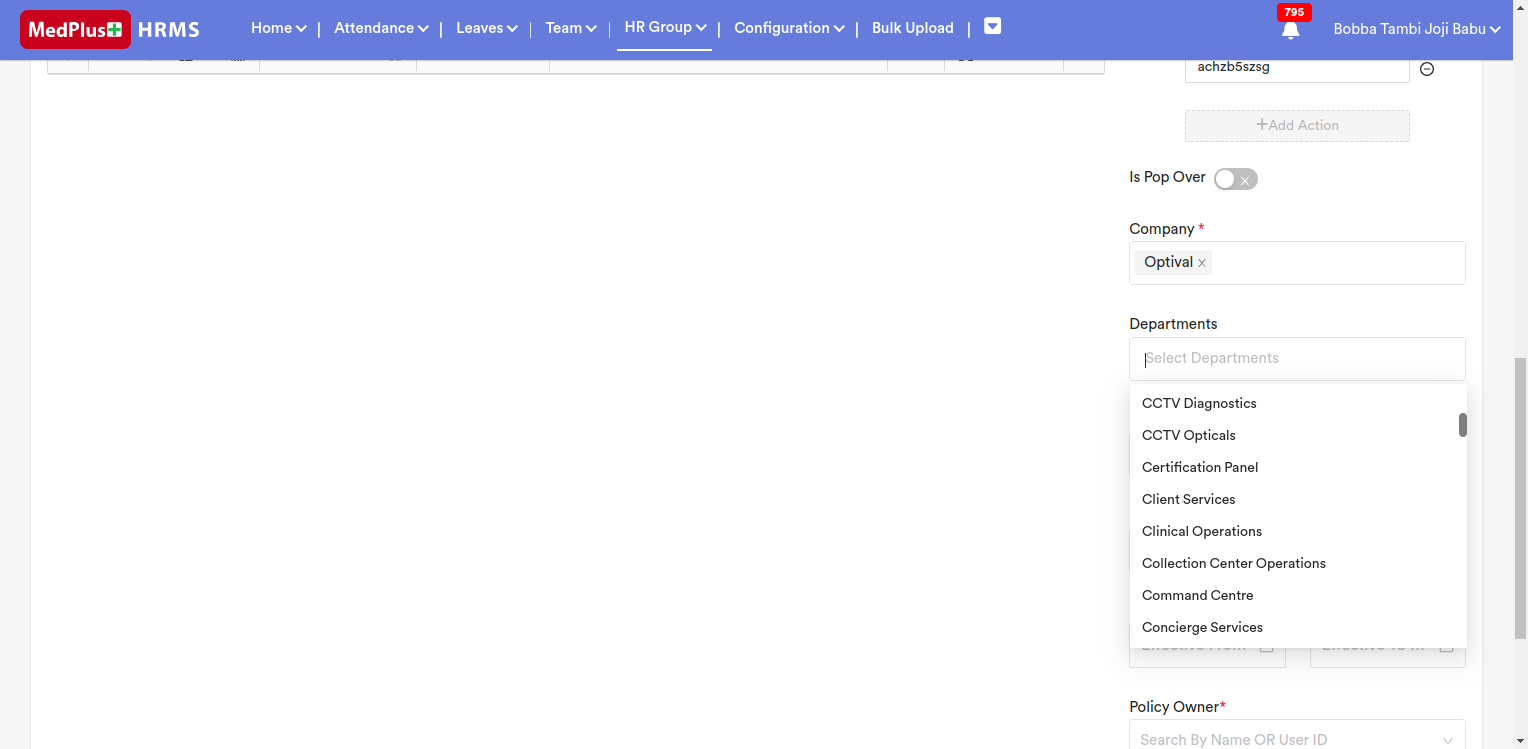 MedPlus HRMS Home | Attendance | Leaves | Team | HR Group | Configuration | Bulk Upload | 795 Bobba Tambi Joji Babu
achzb5szsg
+Add Action
Is Pop Over
Company *
Optival ×
Departments
Select Departments
CCTV Diagnostics
CCTV Opticals
Certification Panel
Client Services
Clinical Operations
Collection Center Operations
Command Centre
Concierge Services
Policy Owner*
Search By Name OR User ID